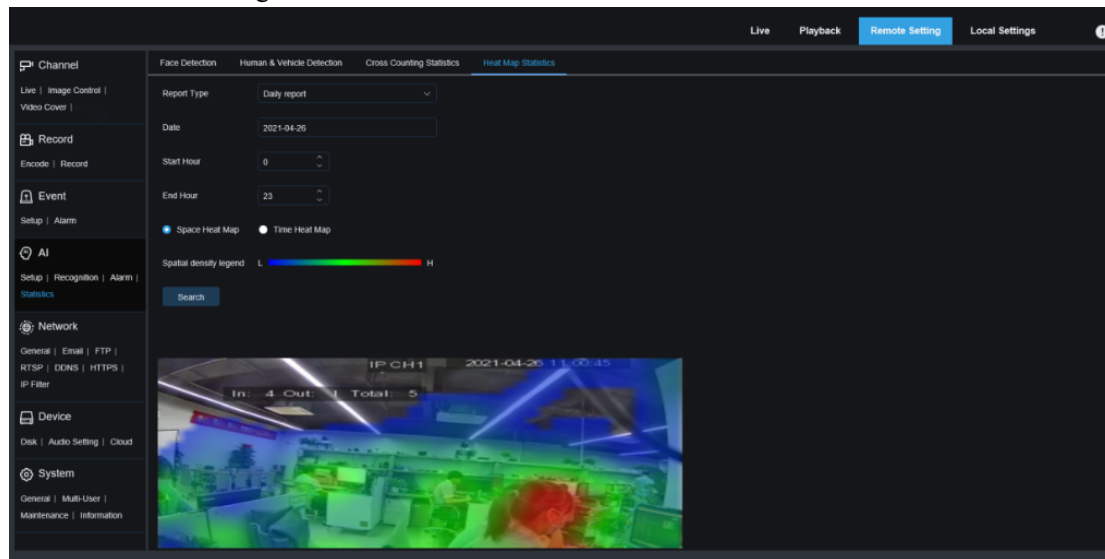 Live Playback Remote Setting Local Settings
Channel
Live | Image Control |
Video Cover |
Record
Encode | Record
Event
Setup | Alarm
AI
Setup | Recognition | Alarm |
Statistics
Network
General | Email | FTP |
RTSP | DDNS | HTTPS |
IP Filter
Device
Disk | Audio Setting | Cloud
System
General | Multi-User |
Maintenance | Information
Face Detection Human & Vehicle Detection Cross Counting Statistics Heat Map Statistics
Report Type Daily report
Date 2021-04-26
Start Hour 0
End Hour 23
Space Heat Map Time Heat Map
Spatial density legend L H
Search
IP CH1 2021-04-26 11:00:45
In: 4 Out: 1 Total: 5